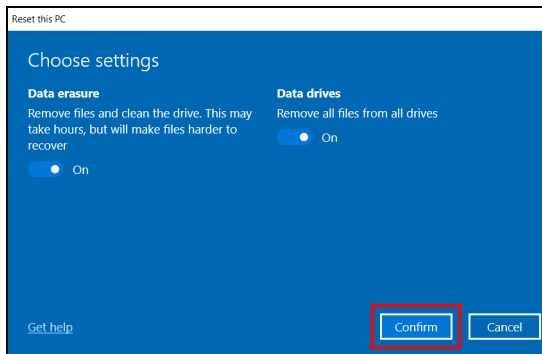 Reset this PC
Choose settings
Data erasure
Remove files and clean the drive. This may
take hours, but will make files harder to
recover
On
Data drives
Remove all files from all drives
On
Get help
Confirm
Cancel